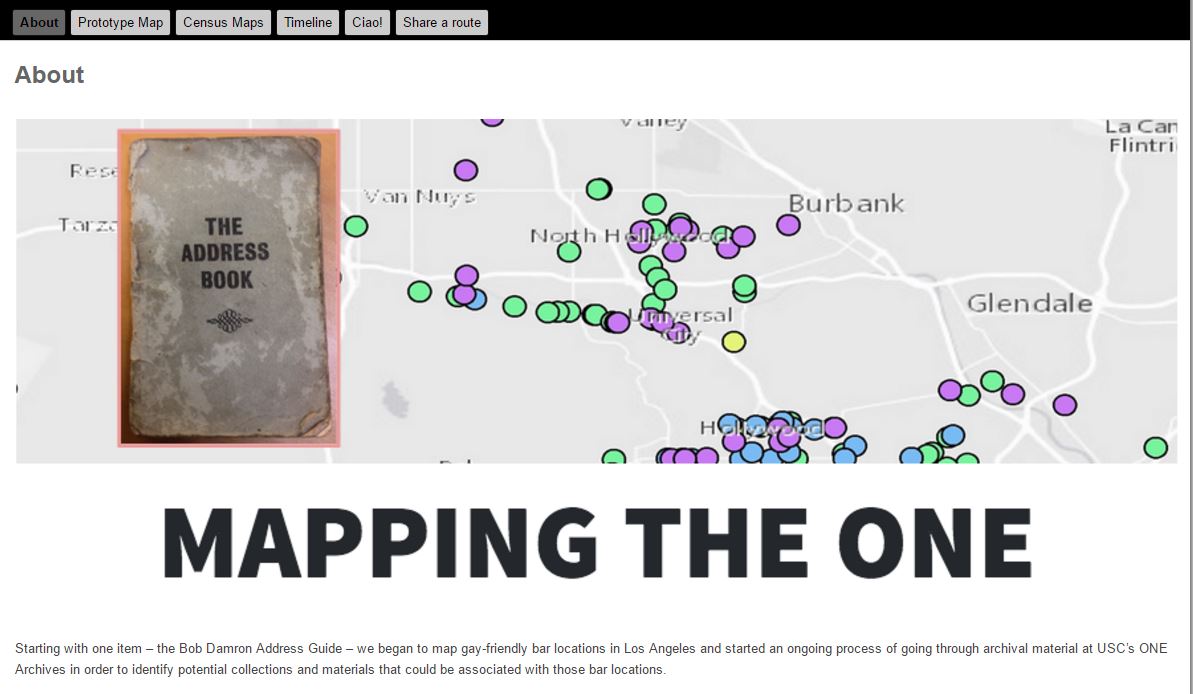 About Prototype Map Census Maps Timeline Ciao! Share a route
About
Valley
La Can
Flintri
Rese
Van Nuys
Burbank
Tarza
North Hollywood
THE
ADDRESS
BOOK
Glendale
Universal
City
Hollywood
MAPPING THE ONE
Starting with one item – the Bob Damron Address Guide – we began to map gay-friendly bar locations in Los Angeles and started an ongoing process of going through archival material at USC's ONE
Archives in order to identify potential collections and materials that could be associated with those bar locations.